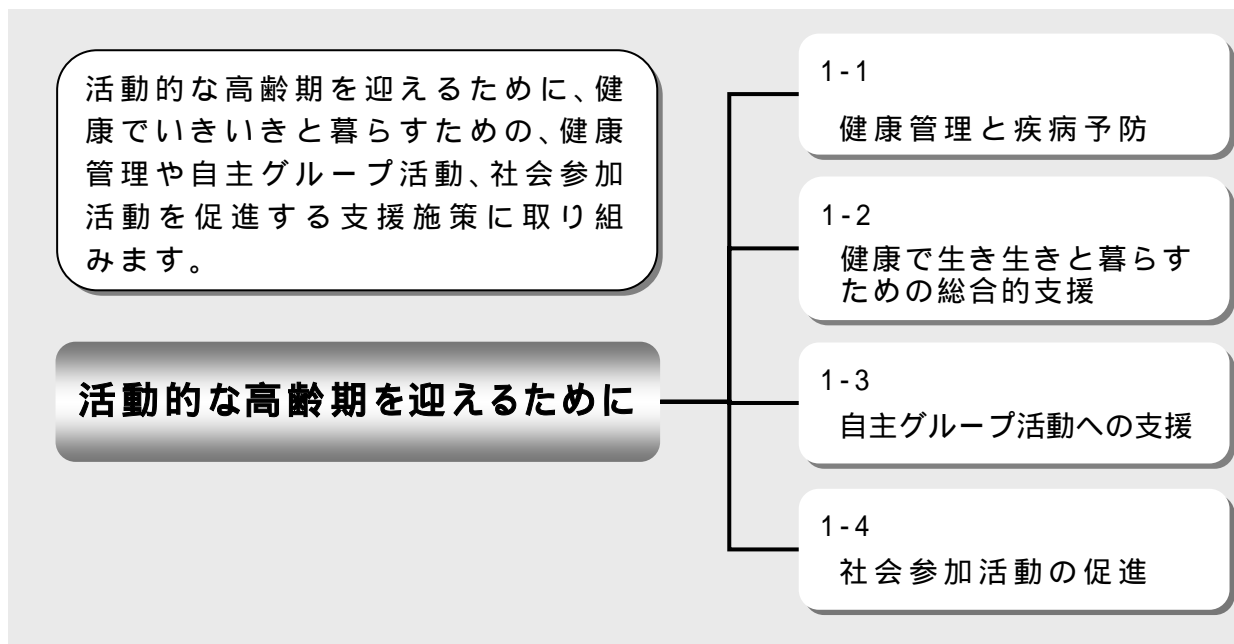 活動的な高齢期を迎えるために、健
康でいきいきと暮らすための、健康
管理や自主グループ活動、社会参加
活動を促進する支援施策に取り組
みます。
活動的な高齢期を迎えるために
1-1
健康管理と疾病予防
1-2
健康で生き生きと暮らす
ための総合的支援
1-3
自主グループ活動への支援
1-4
社会参加活動の促進